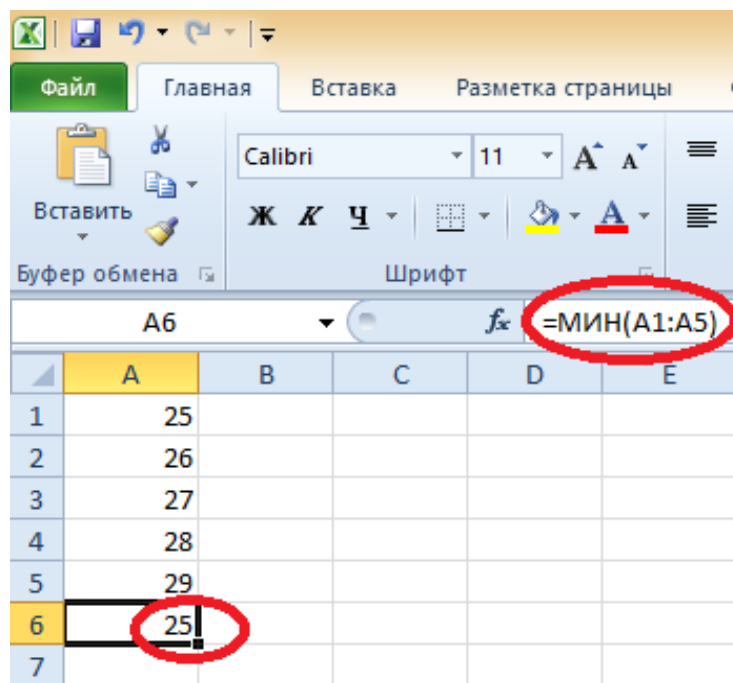 Файл Главная Вставка Разметка страницы
Calibri 11 А А
Вставить Ж К Ч
Буфер обмена Шрифт
A6 fx =МИН(A1:A5)
A B C D E
1 25
2 26
3 27
4 28
5 29
6 25
7